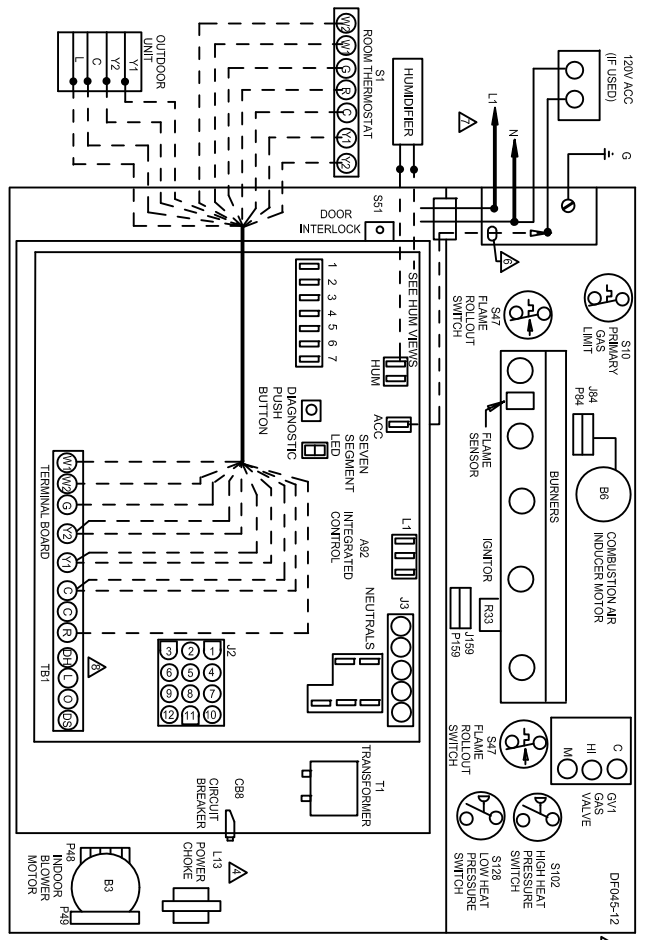 120V ACC
(IF USED)
L1
N
G
7
6
HUMIDIFIER
S1
ROOM THERMOSTAT
W2
W1
G
R
C
Y1
Y2
OUTDOOR
UNIT
Y1
Y2
C
L
S10
PRIMARY
GAS
LIMIT
S47
FLAME
ROLLOUT
SWITCH
J84
P84
B6
COMBUSTION AIR
INDUCER MOTOR
FLAME
SENSOR
BURNERS
IGNITOR
R33
J159
P159
C
HI
M
GV1
GAS
VALVE
S47
FLAME
ROLLOUT
SWITCH
S102
HIGH HEAT
PRESSURE
SWITCH
S128
LOW HEAT
PRESSURE
SWITCH
DF045-12
S51
DOOR
INTERLOCK
1 2 3 4 5 6 7
SEE HUM VIEWS
HUM
ACC
DIAGNOSTIC
PUSH
BUTTON
SEVEN
SEGMENT
LED
L1
A92
INTEGRATED
CONTROL
NEUTRALS
J3
J2
3 2 1
6 5 4
9 8 7
12 11 10
W1
W2
G
Y2
Y1
C
C
R
DH
L
O
DS
TERMINAL BOARD
TB1
8
T1
TRANSFORMER
CB8
CIRCUIT
BREAKER
L13
POWER
CHOKE
4
P48
B3
P49
INDOOR
BLOWER
MOTOR